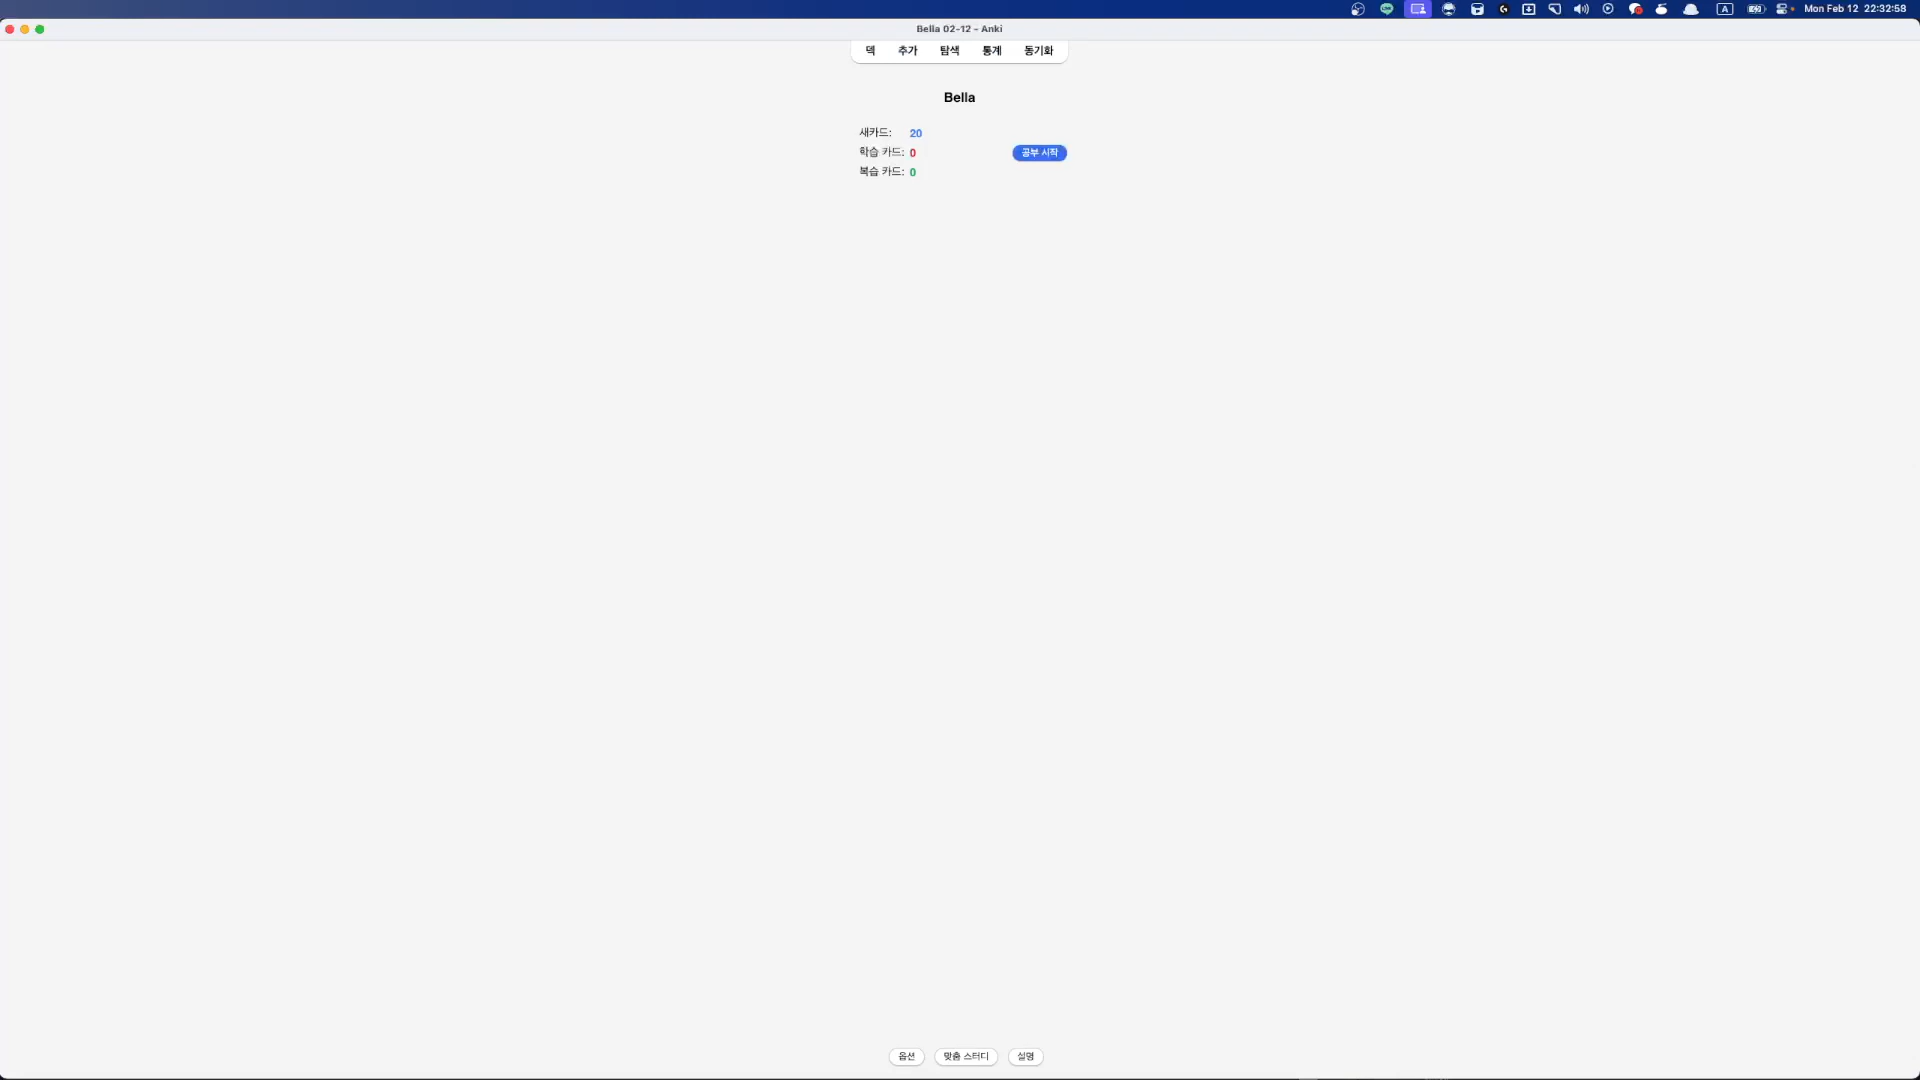 A
Mon Feb 12 22:32:58
Bella 02-12 - Anki
덱 추가 탐색 통계 동기화
Bella
새카드: 20
학습 카드: 0
공부 시작
복습 카드: 0
옵션 맞춤 스터디 설명